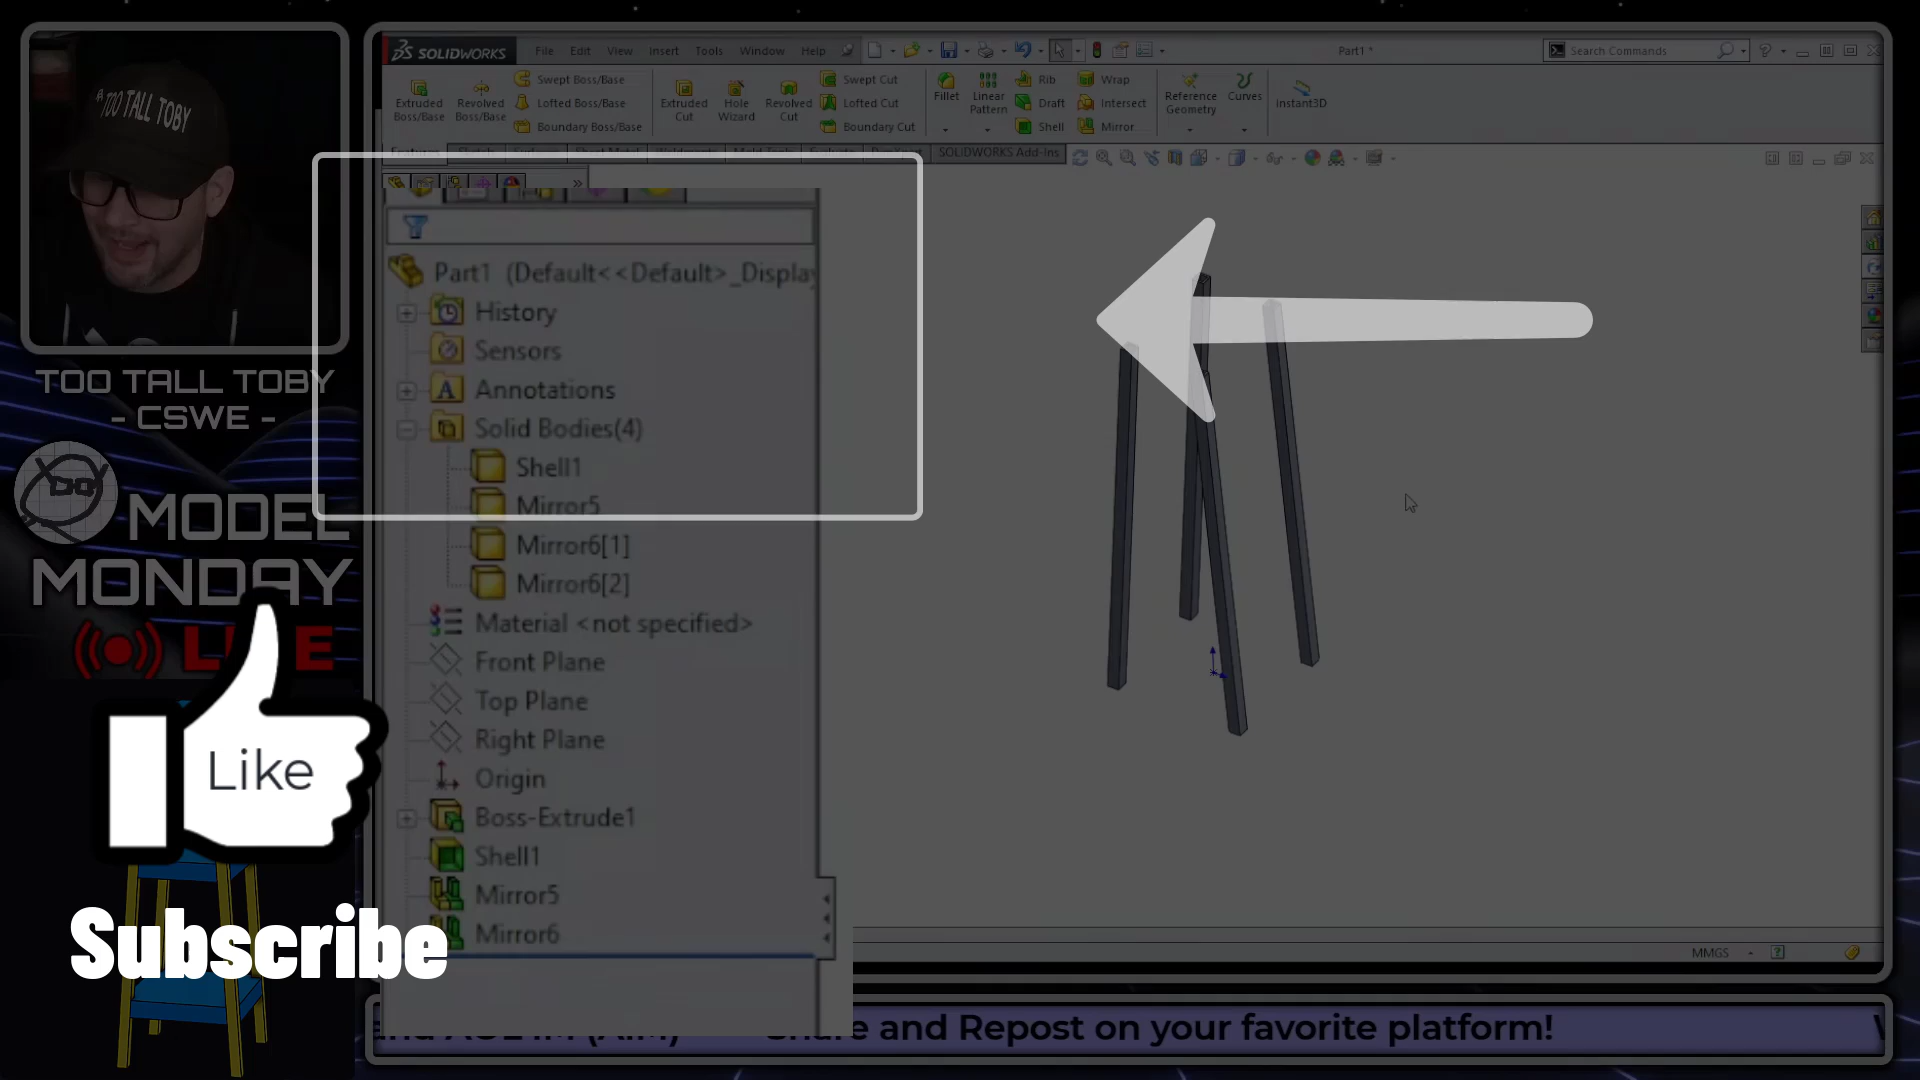 A TOO TALL TOBY
TOO TALL TOBY
- CSWE -
MODEL
MONDAY
Like
Subscribe
SOLIDWORKS
File Edit View Insert Tools Window Help
Part1 *
Search Commands
Extruded Boss/Base
Revolved Boss/Base
Swept Boss/Base
Lofted Boss/Base
Boundary Boss/Base
Extruded Cut
Hole Wizard
Revolved Cut
Swept Cut
Lofted Cut
Boundary Cut
Fillet
Linear Pattern
Rib
Draft
Shell
Wrap
Intersect
Mirror
Reference Geometry
Curves
Instant3D
SOLIDWORKS Add-Ins
Part1 (Default<<Default>_Display
History
Sensors
Annotations
Solid Bodies(4)
Shell1
Mirror5
Mirror6[1]
Mirror6[2]
Material <not specified>
Front Plane
Top Plane
Right Plane
Origin
Boss-Extrude1
Shell1
Mirror5
Mirror6
MMGS
and Repost on your favorite platform!